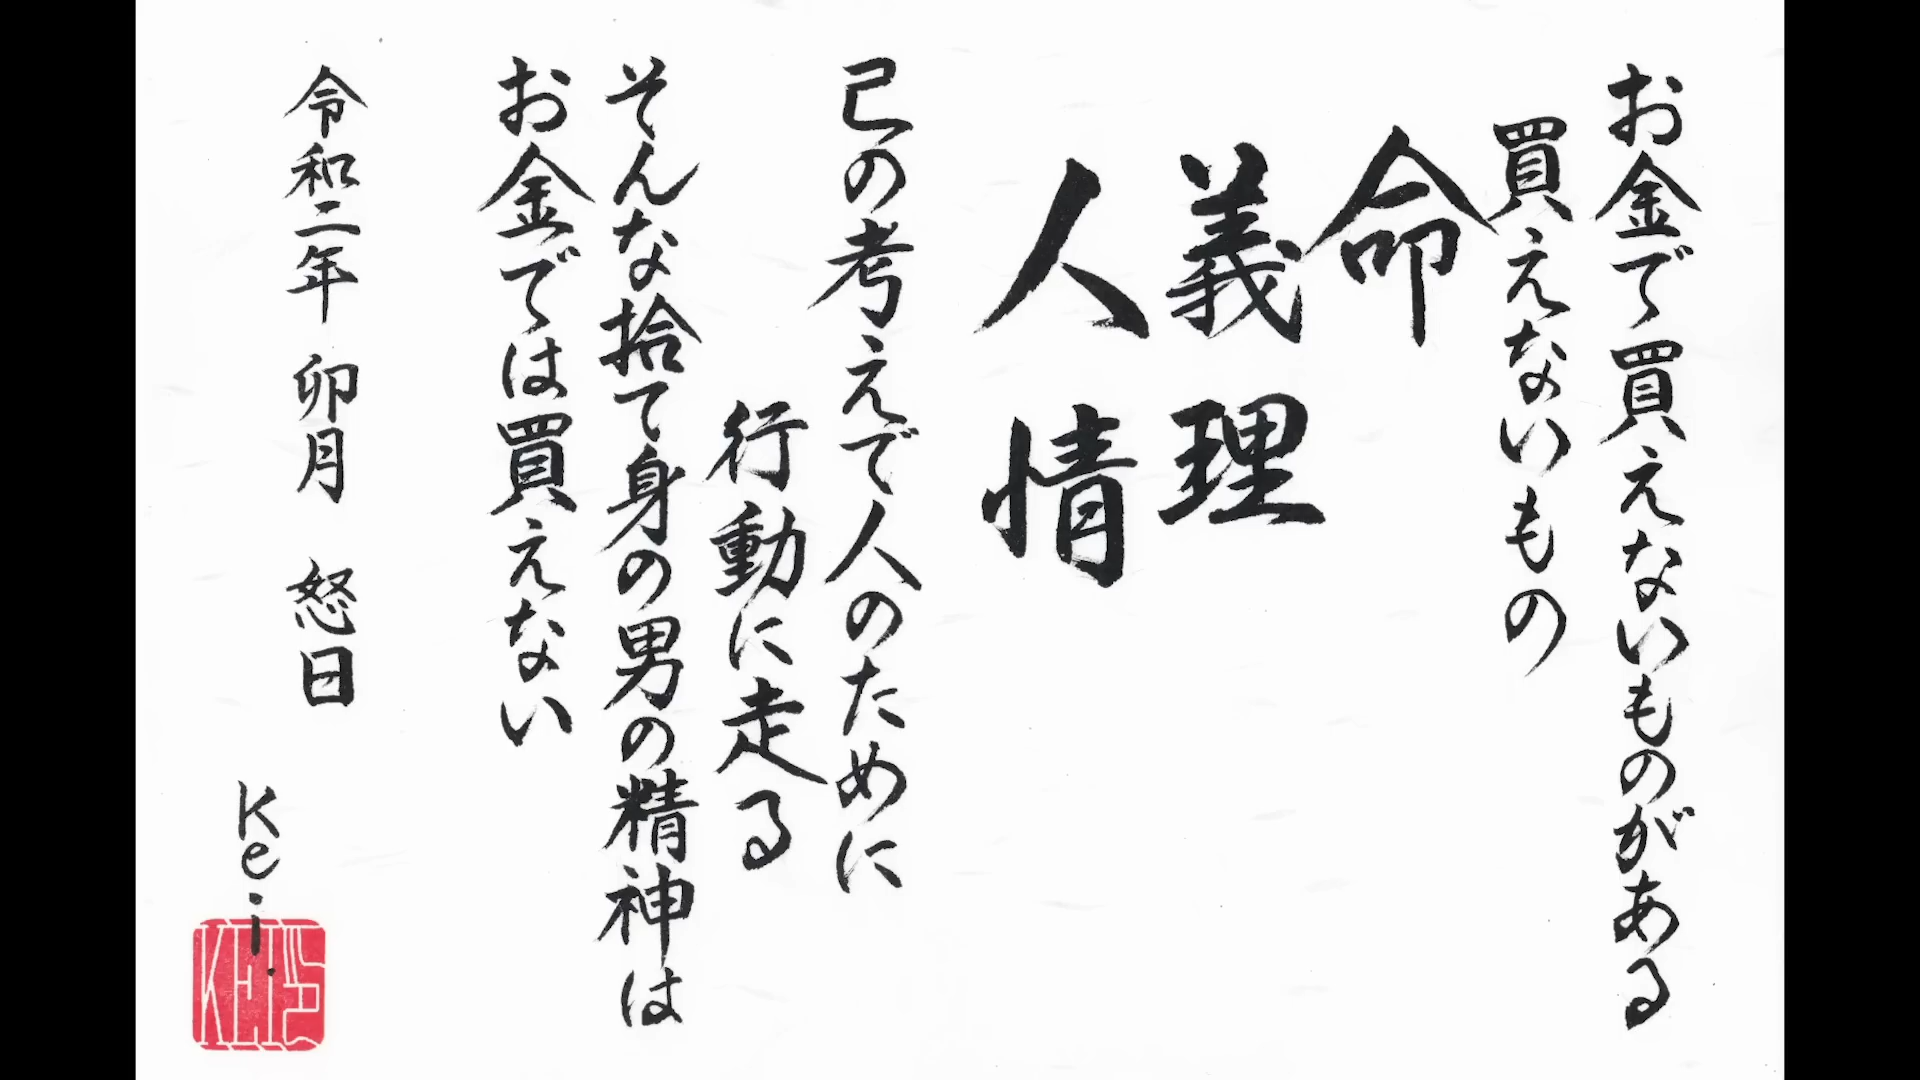 お金で買えないものがある
買えないもの
命
義理
人情
己の考えで人のために
行動に走る
そんな捨て身の男の精神は
お金では買えない
令和二年 卯月 怒日
Kei.